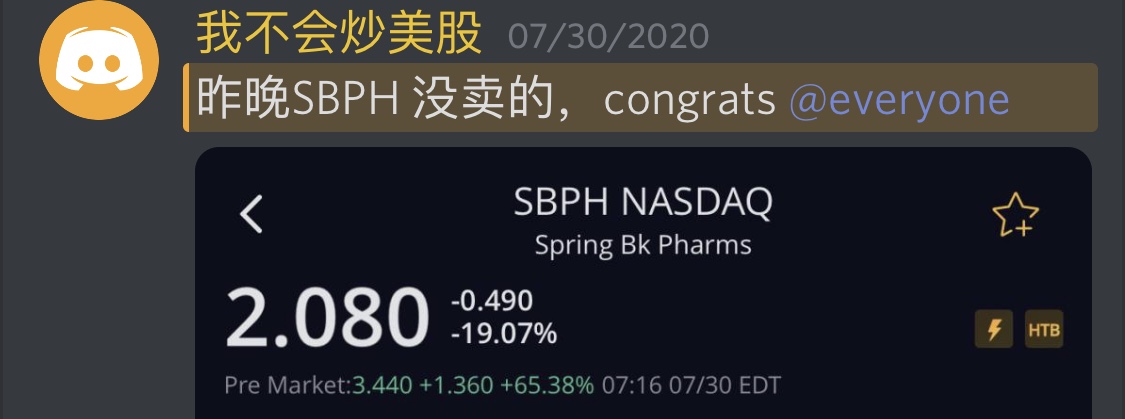 我不会炒美股 07/30/2020
昨晚SBPH 没卖的，congrats @everyone
SBPH NASDAQ
Spring Bk Pharms
2.080
-0.490
-19.07%
HTB
Pre Market:3.440 +1.360 +65.38% 07:16 07/30 EDT